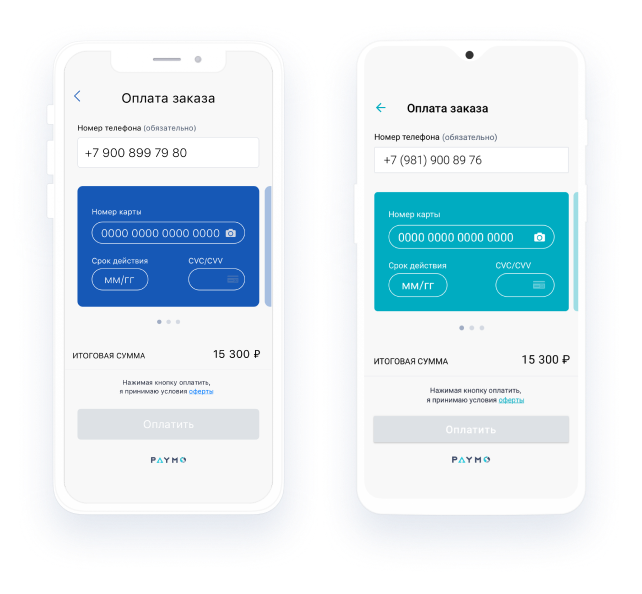 Оплата заказа
Номер телефона (обязательно)
+7 900 899 79 80
Номер карты
0000 0000 0000 0000
Срок действия CVC/CVV
мм/гг
ИТОГОВАЯ СУММА 15 300 ₽
Нажимая кнопку оплатить,
я принимаю условия оферты
Оплатить
PAYMO
Оплата заказа
Номер телефона (обязательно)
+7 (981) 900 89 76
Номер карты
0000 0000 0000 0000
Срок действия CVC/CVV
мм/гг
ИТОГОВАЯ СУММА 15 300 ₽
Нажимая кнопку оплатить,
я принимаю условия оферты
Оплатить
PAYMO